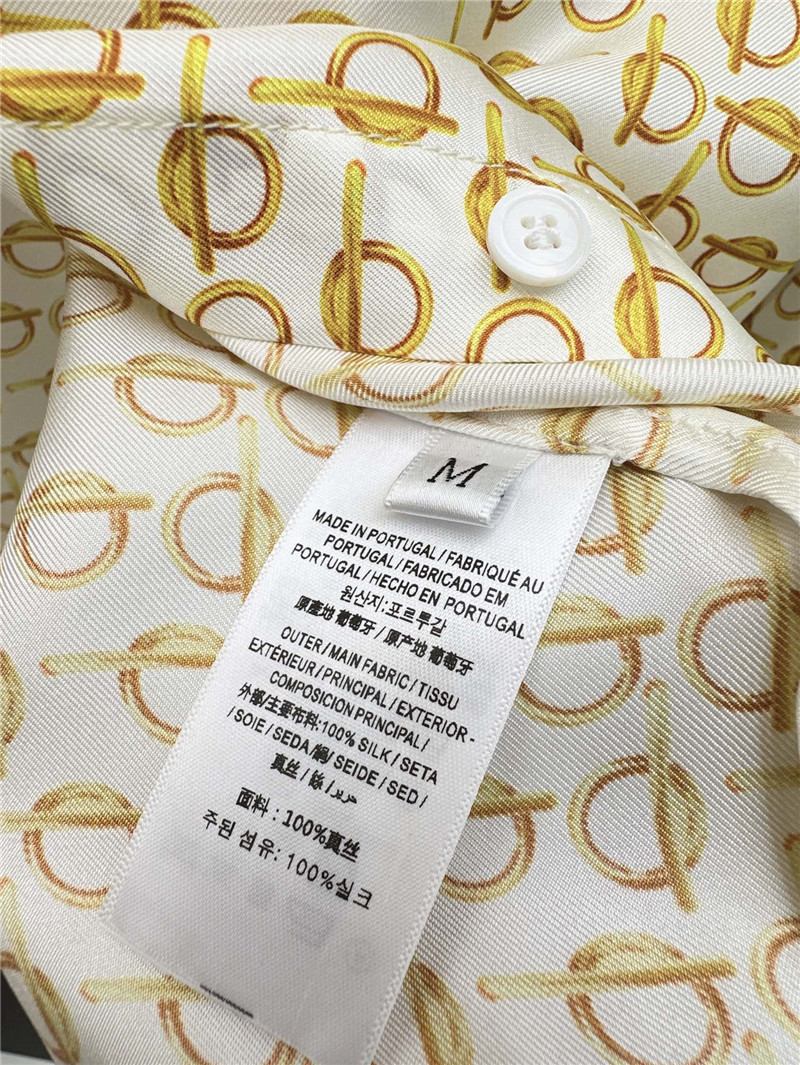 M
MADE IN PORTUGAL / FABRIQUÉ AU
PORTUGAL / FABRICADO EM
PORTUGAL / HECHO EN PORTUGAL
원산지:포르투갈
原產地 葡萄牙 / 原产地 葡萄牙
OUTER / MAIN FABRIC / TISSU
EXTÉRIEUR / PRINCIPAL / EXTERIOR-
COMPOSICION PRINCIPAL /
外部/主要布料:100% SILK / SETA
/ SOIE / SEDA / 絹/ SEIDE / SED /
真丝 / 丝 / حرير /
面料 : 100%真丝
주된 섬유: 100%실크